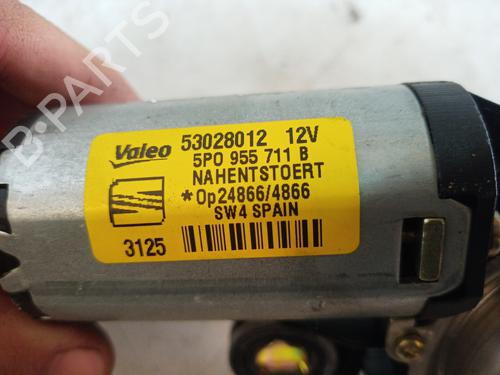 Valeo 53028012 12V
5P0 955 711 B
NAHENTSTOERT
*Op24866/4866
SW4 SPAIN
3125
B-PARTS